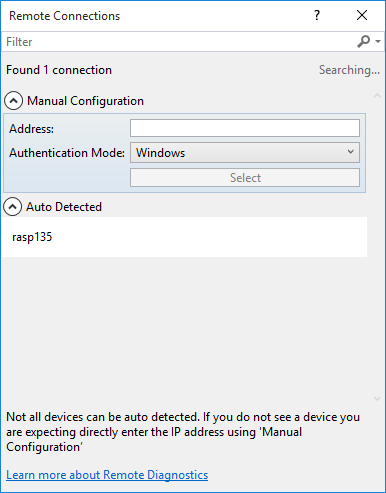 Remote Connections ? ×
Filter
Found 1 connection Searching...
Manual Configuration
Address:
Authentication Mode: Windows
Select
Auto Detected
rasp135
Not all devices can be auto detected. If you do not see a device you
are expecting directly enter the IP address using 'Manual
Configuration'
Learn more about Remote Diagnostics